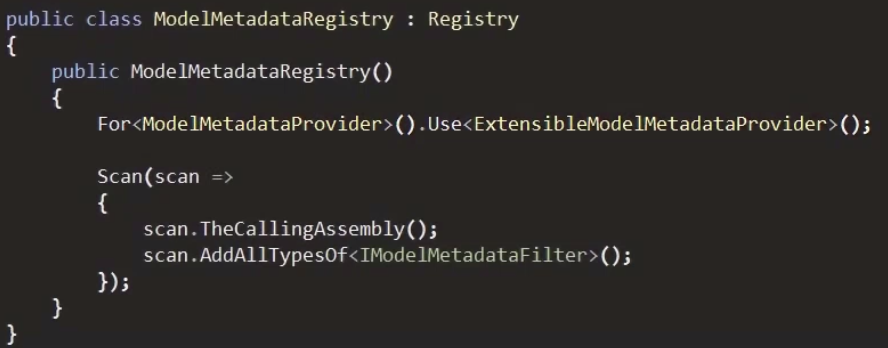 public class ModelMetadataRegistry : Registry
{
    public ModelMetadataRegistry()
    {
        For<ModelMetadataProvider>().Use<ExtensibleModelMetadataProvider>();

        Scan(scan =>
        {
            scan.TheCallingAssembly();
            scan.AddAllTypesOf<IModelMetadataFilter>();
        });
    }
}